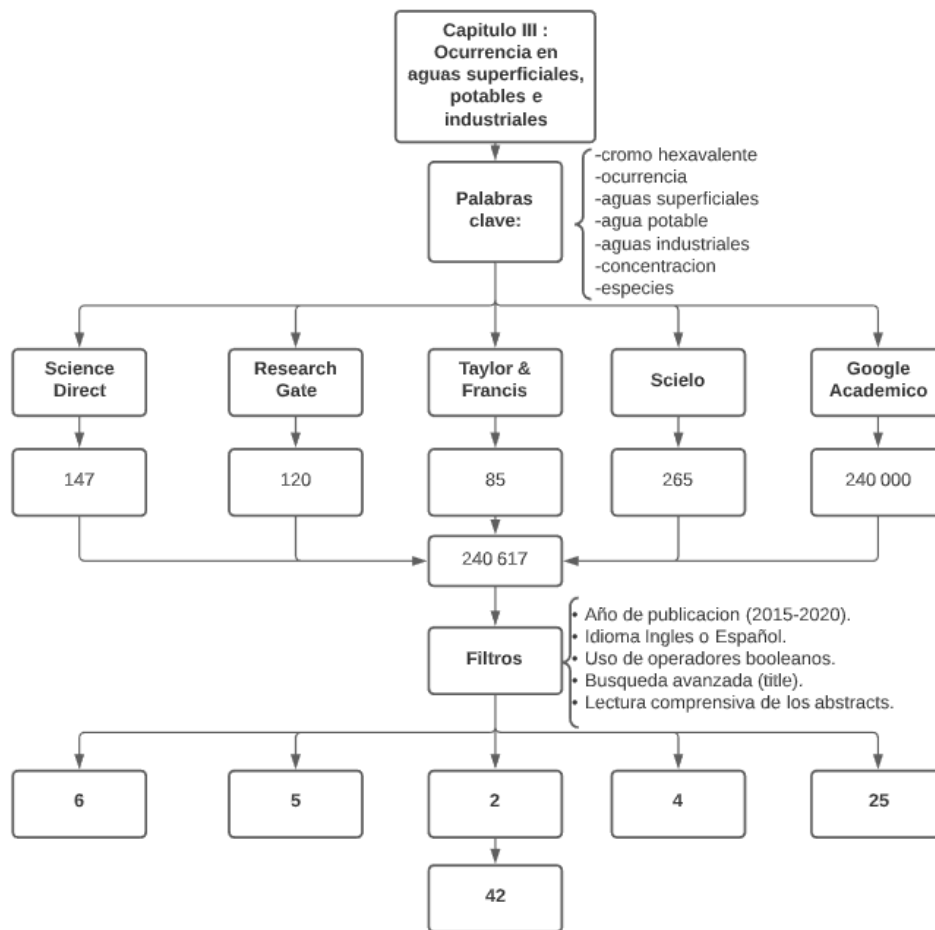 Capitulo III :
Ocurrencia en
aguas superficiales,
potables e
industriales
Palabras
clave:
-cromo hexavalente
-ocurrencia
-aguas superficiales
-agua potable
-aguas industriales
-concentracion
-especies
Science
Direct
Research
Gate
Taylor &
Francis
Scielo
Google
Academico
147
120
85
265
240 000
240 617
Filtros
• Año de publicacion (2015-2020).
• Idioma Ingles o Español.
• Uso de operadores booleanos.
• Busqueda avanzada (title).
• Lectura comprensiva de los abstracts.
6
5
2
4
25
42